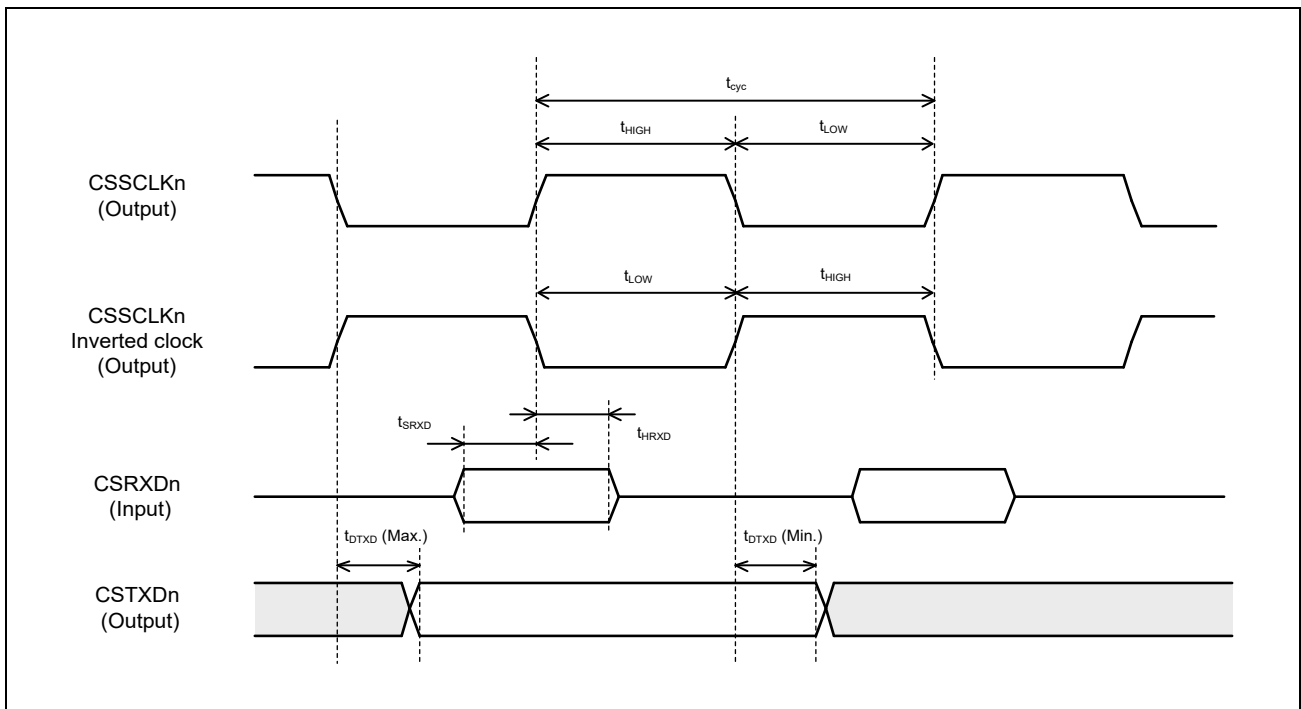 tcyc
tHIGH
tLOW
CSSCLKn
(Output)
tLOW
tHIGH
CSSCLKn
Inverted clock
(Output)
tSRXD
tHRXD
CSRXDn
(Input)
tDTXD (Max.)
tDTXD (Min.)
CSTXDn
(Output)